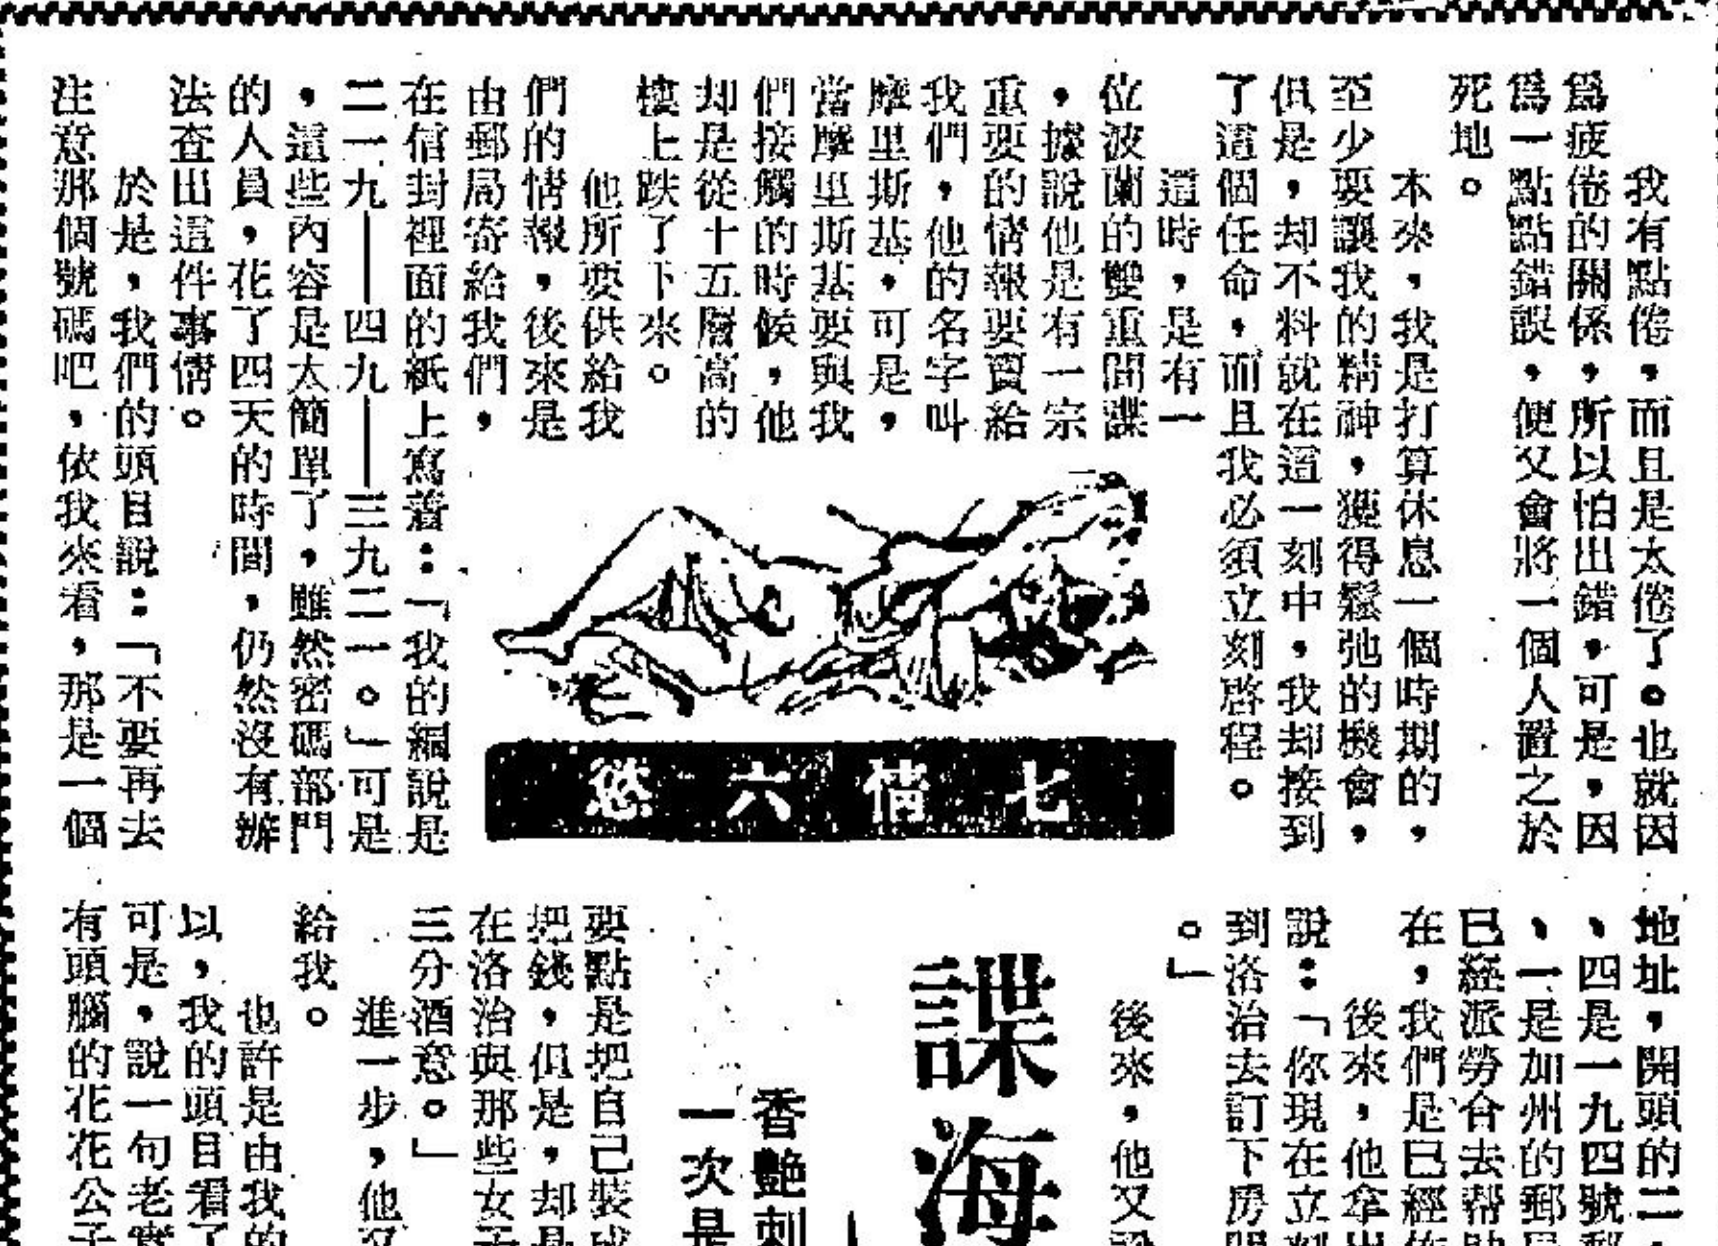 我有點倦，而且是太倦了。也就因
為疲倦的關係，所以怕出錯，可是，因
為一點點錯誤，便又會將一個人置之於
死地。
本來，我是打算休息一個時期的，
至少要讓我的精神，獲得鬆弛的機會，
但是，却不料就在這一刻中，我却接到
了這個任命，而且我必須立刻啓程。
這時，是有一
位波蘭的雙重間諜
，據說他是有一宗
重要的情報要賣給
我們，他的名字叫
摩里斯基，可是，
當摩里斯基要與我
們接觸的時候，他
却是從十五層高的
樓上跌了下來。
他所要供給我
們的情報，後來是
由郵局寄給我們，
在信封裡面的紙上寫着：「我的綱說是
二一九——四九——三九二一。」可是
，這些內容是太簡單了，雖然密碼部門
的人員，花了四天的時間，仍然沒有辦
法查出這件事情。
於是，我們的頭目說：「不要再去
注意那個號碼吧，依我來看，那是一個
七情六慾
地址，開頭的二，
、四是一九四號郵
、一是加州的郵
已經派勞合去帮
在，我們是已經
後來，他拿出
說：「你現在立刻
到洛治去訂下房
。」
後來，他又
諜海
香艷刺
一次是
要點是把自己裝成
把錢，但是，却是
在洛治與那些女子
三分酒意。」
進一步，他又
給我。
也許是由我的
以，我的頭目看了
可是，說一句老實
有頭腦的花花公子